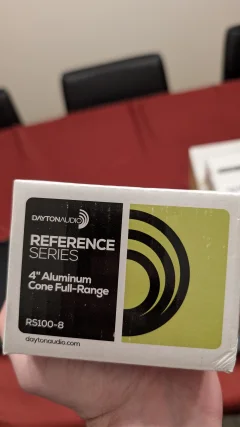 DAYTONAUDIO
REFERENCE
SERIES
4" Aluminum
Cone Full-Range
RS100-8
daytonaudio.com